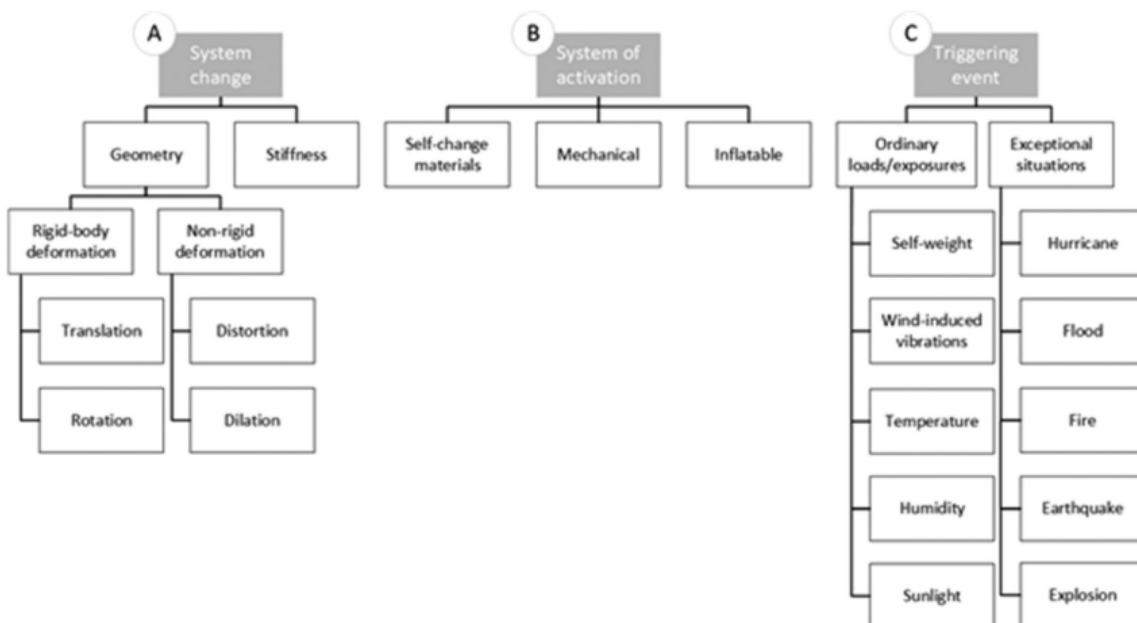 A
System
change
Geometry
Stiffness
Rigid-body
deformation
Non-rigid
deformation
Translation
Distortion
Rotation
Dilation
B
System of
activation
Self-change
materials
Mechanical
Inflatable
C
Triggering
event
Ordinary
loads/exposures
Exceptional
situations
Self-weight
Hurricane
Wind-induced
vibrations
Flood
Temperature
Fire
Humidity
Earthquake
Sunlight
Explosion